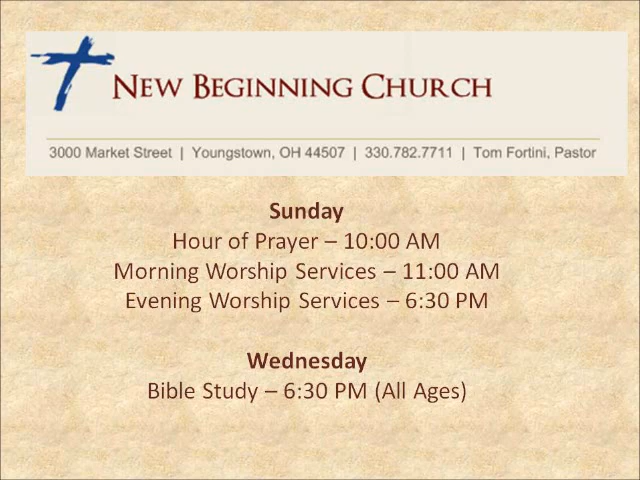 NEW BEGINNING CHURCH
3000 Market Street | Youngstown, OH 44507 | 330.782.7711 | Tom Fortini, Pastor
Sunday
Hour of Prayer – 10:00 AM
Morning Worship Services – 11:00 AM
Evening Worship Services – 6:30 PM
Wednesday
Bible Study – 6:30 PM (All Ages)